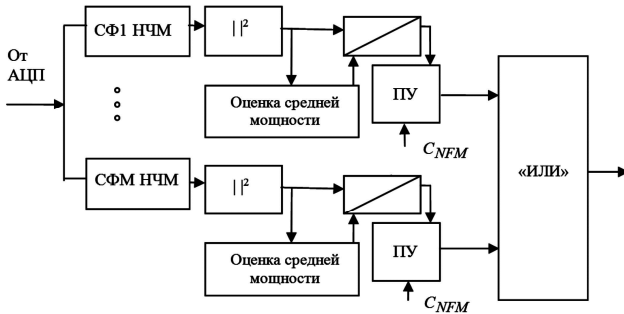 От
АЦП
СФ1 НЧМ
| |²
Оценка средней
мощности
ПУ
C_NFM
СФМ НЧМ
| |²
Оценка средней
мощности
ПУ
C_NFM
«ИЛИ»